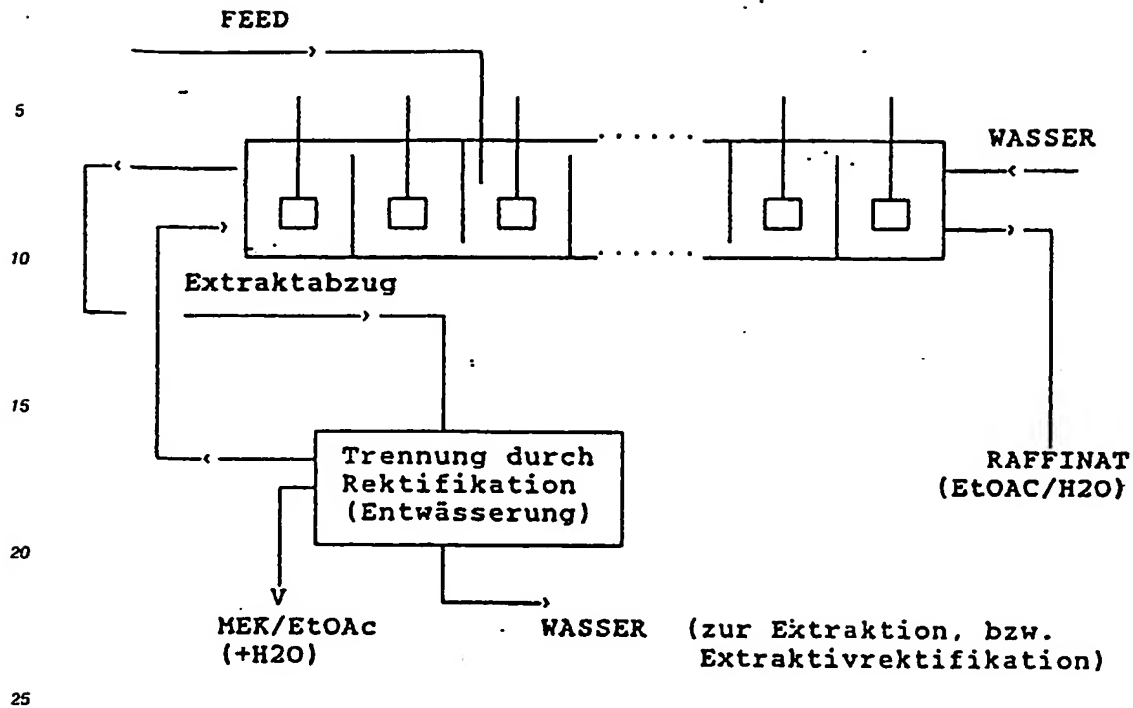 FEED
5
WASSER
10
Extraktabzug
15
Trennung durch
Rektifikation
(Entwässerung)
RAFFINAT
(EtOAC/H2O)
20
V
MEK/EtOAc
(+H2O)
WASSER (zur Extraktion, bzw.
Extraktivrektifikation)
25